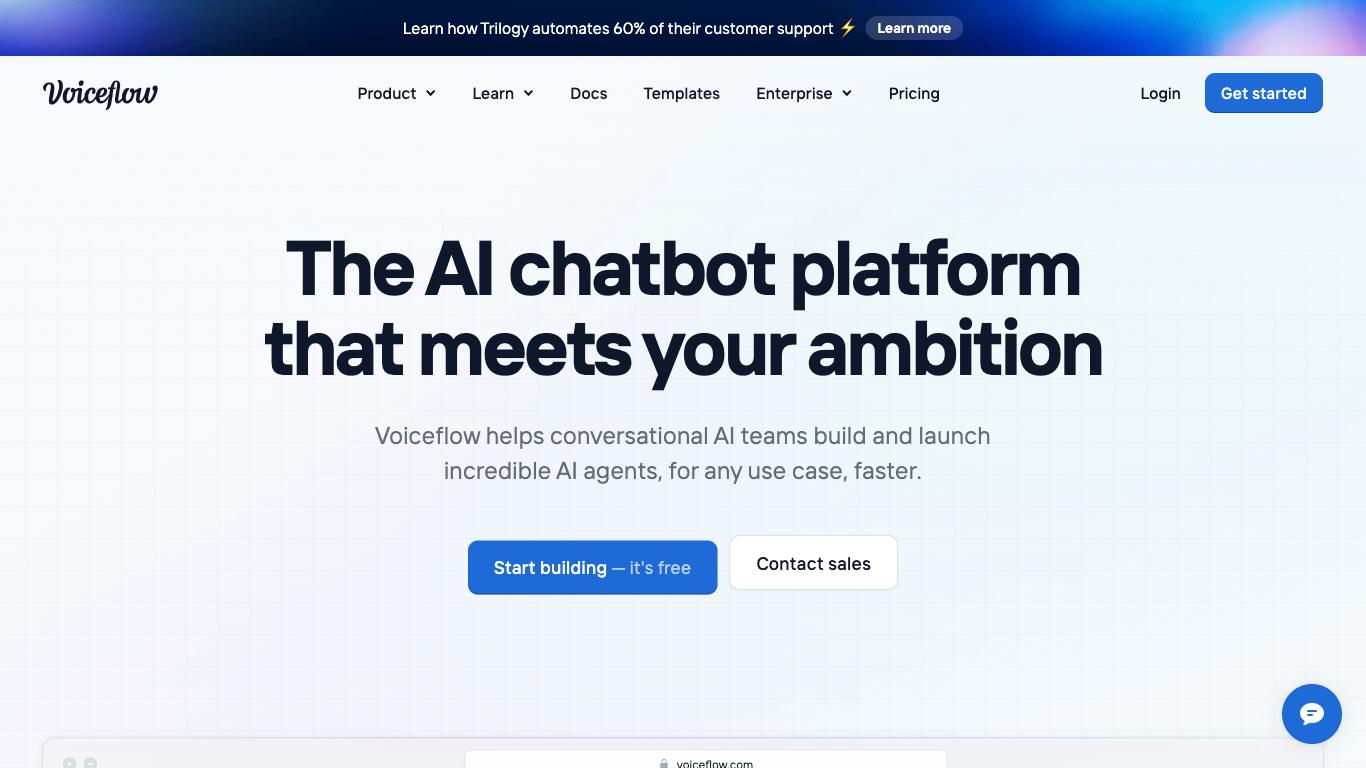 Learn how Trilogy automates 60% of their customer support ⚡ Learn more
Voiceflow
Product Learn Docs Templates Enterprise Pricing Login Get started
The AI chatbot platform
that meets your ambition
Voiceflow helps conversational AI teams build and launch
incredible AI agents, for any use case, faster.
Start building — it's free Contact sales
voiceflow.com